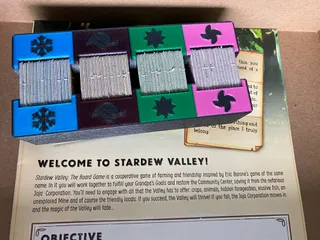 of a
WELCOME TO STARDEW VALLEY!
Stardew Valley: The Board Game is a cooperative game of farming and friendship inspired by Eric Barone's game of the
same name. In it you will work together to fulfill your Grandpa's Goals and restore the Community Center, saving it from the nefarious
Joja Corporation. You'll need to engage with all that the Valley has to offer, crops, animals, hidden forageables, elusive fish, an
unexplored Mine and of course the friendly locals. If you succeed, the Valley will thrive! If you fail, the Joja Corporation moves in
and the magic of the Valley will fade.
OBJECTIVE